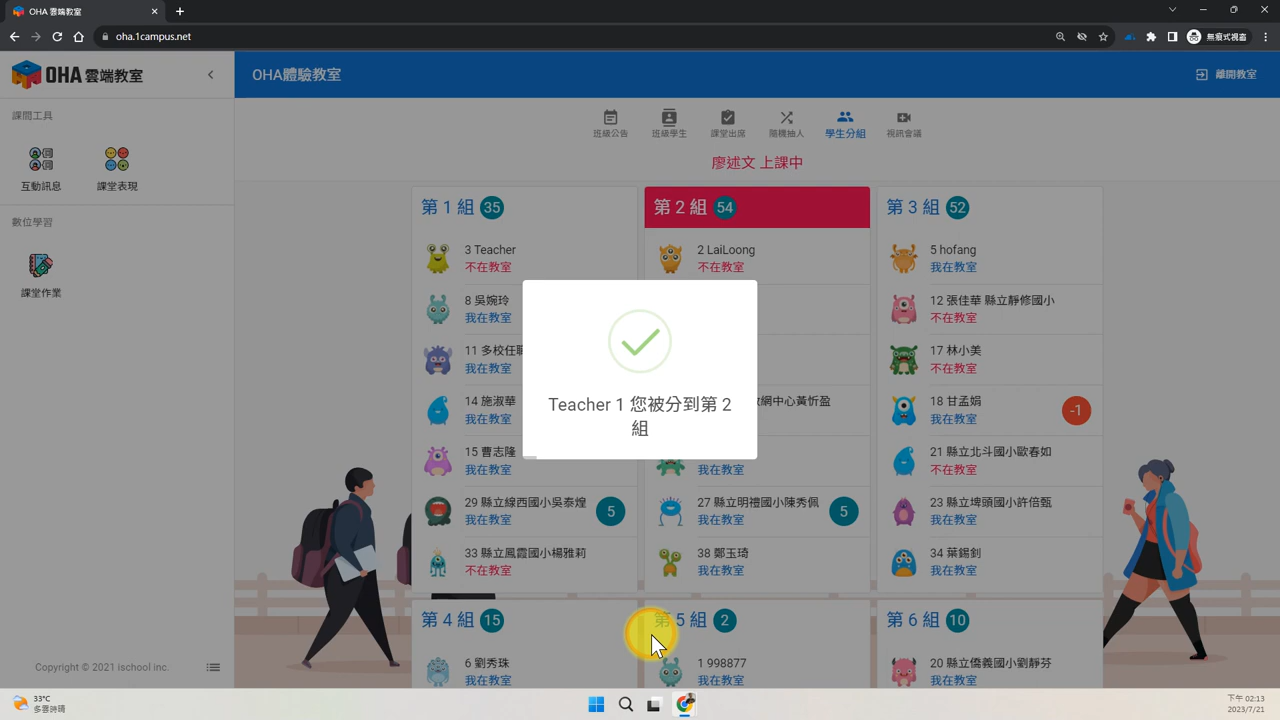 OHA 雲端教室
oha.1campus.net
無痕式視窗
OHA 雲端教室
OHA體驗教室
離開教室
課間工具
互動訊息
課堂表現
數位學習
課堂作業
班級公告
班級學生
課堂出席
隨機抽人
學生分組
視訊會議
廖述文 上課中
第 1 組 35
3 Teacher
不在教室
8 吳婉玲
我在教室
11 多校任
我在教室
14 施淑華
我在教室
15 曹志隆
我在教室
29 縣立線西國小吳泰煌
我在教室
5
33 縣立鳳霞國小楊雅莉
不在教室
第 2 組 54
2 LaiLoong
不在教室
網中心黃忻盈
我在教室
27 縣立明禮國小陳秀佩
我在教室
5
38 鄭玉琦
我在教室
第 3 組 52
5 hofang
我在教室
12 張佳華 縣立靜修國小
不在教室
17 林小美
不在教室
18 甘孟娟
我在教室
-1
21 縣立北斗國小歐春如
不在教室
23 縣立埤頭國小許倍甄
我在教室
34 葉錫釗
我在教室
Teacher 1 您被分到第 2
組
第 4 組 15
6 劉秀珠
我在教室
第 5 組 2
1 998877
我在教室
第 6 組 10
20 縣立僑義國小劉靜芬
我在教室
Copyright © 2021 ischool inc.
33°C
多雲時晴
下午 02:13
2023/7/21